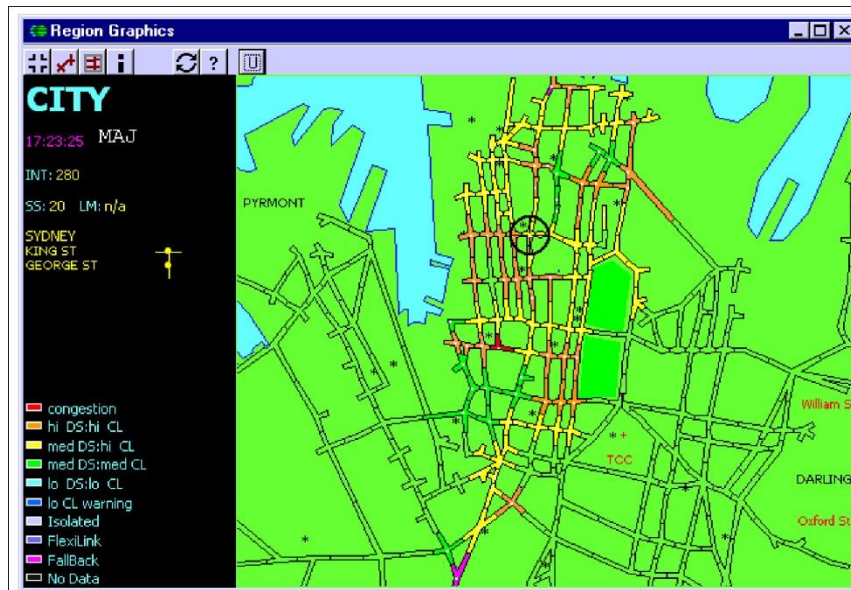 Region Graphics
?
U
CITY
17:23:25 MAJ
INT: 280
SS: 20 LM: n/a
SYDNEY
KING ST
GEORGE ST
congestion
hi DS:hi CL
med DS:hi CL
med DS:med CL
lo DS:lo CL
lo CL warning
Isolated
FlexiLink
FallBack
No Data
PYRMONT
William S
TCC
DARLING
Oxford St